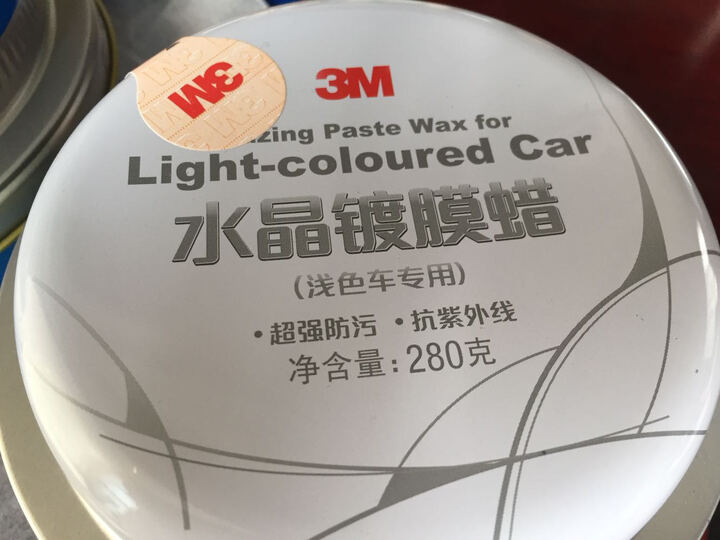 3M
3M
Paste Wax for
Light-coloured Car
水晶镀膜蜡
(浅色车专用)
·超强防污 ·抗紫外线
净含量:280克